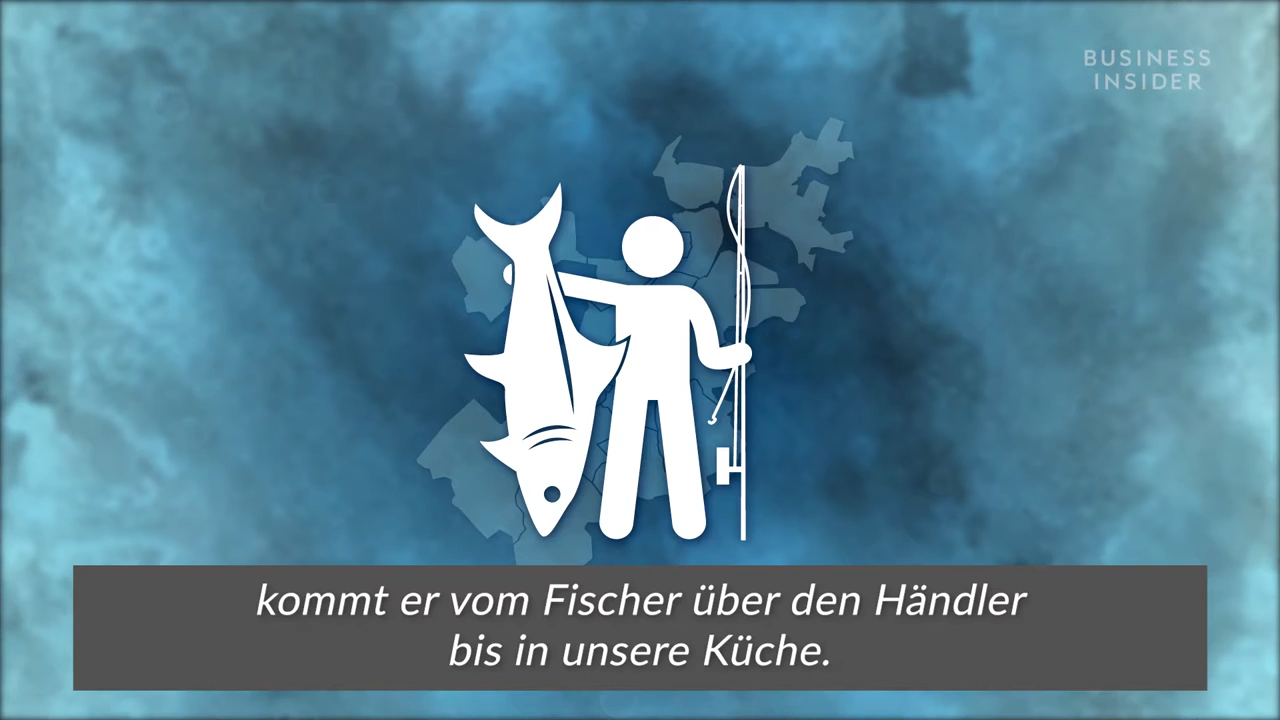 BUSINESS
INSIDER
kommt er vom Fischer über den Händler
bis in unsere Küche.